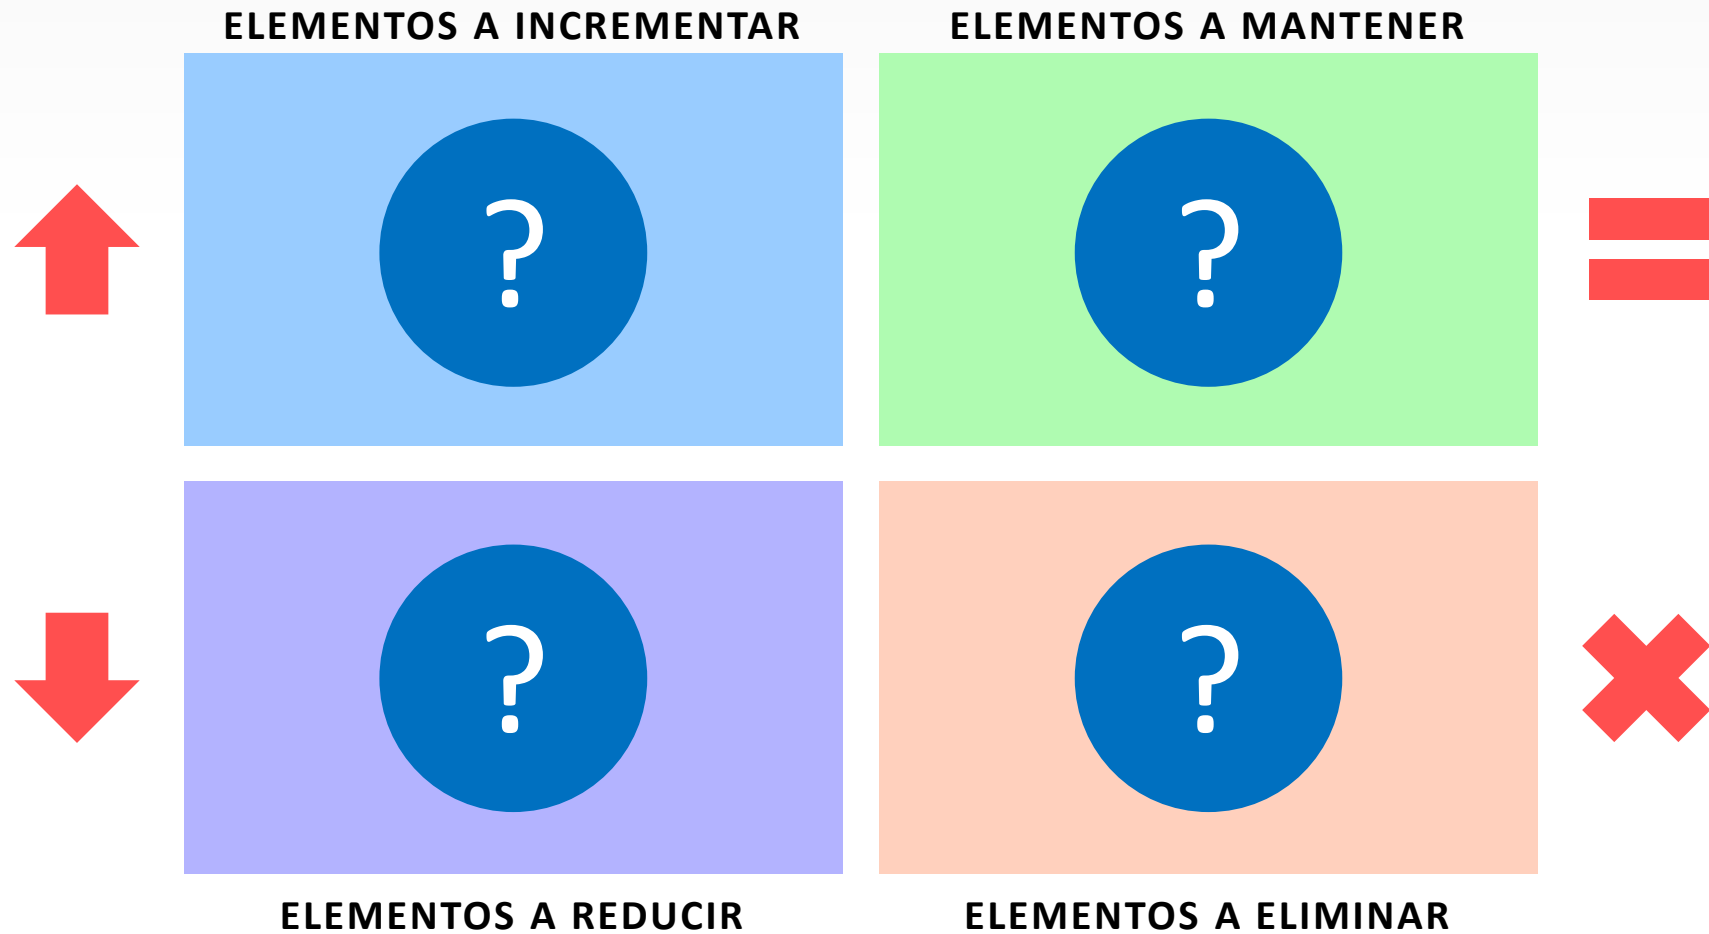 ELEMENTOS A INCREMENTAR
ELEMENTOS A MANTENER
?
?
?
?
ELEMENTOS A REDUCIR
ELEMENTOS A ELIMINAR